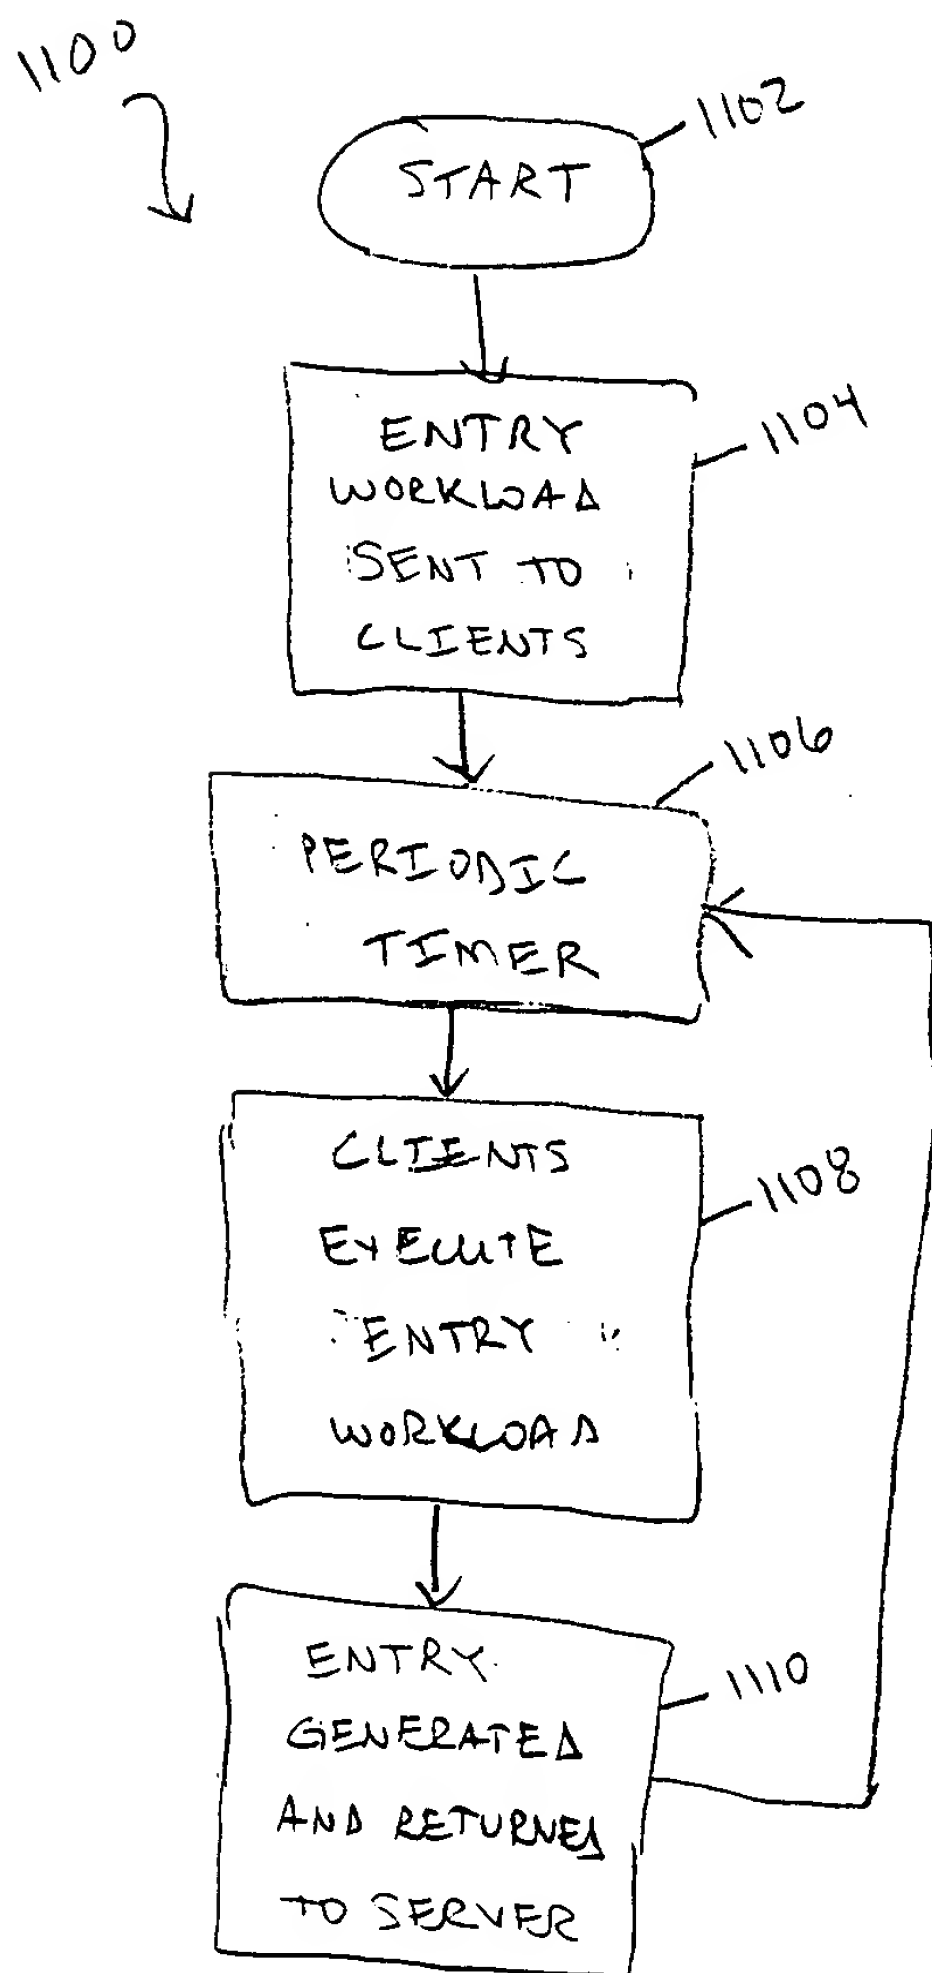 1100
1102
START
ENTRY
WORKLOAD
SENT TO
CLIENTS
1104
1106
PERIODIC
TIMER
CLIENTS
EXECUTE
ENTRY
WORKLOAD
1108
ENTRY
GENERATED
AND RETURNED
TO SERVER
1110